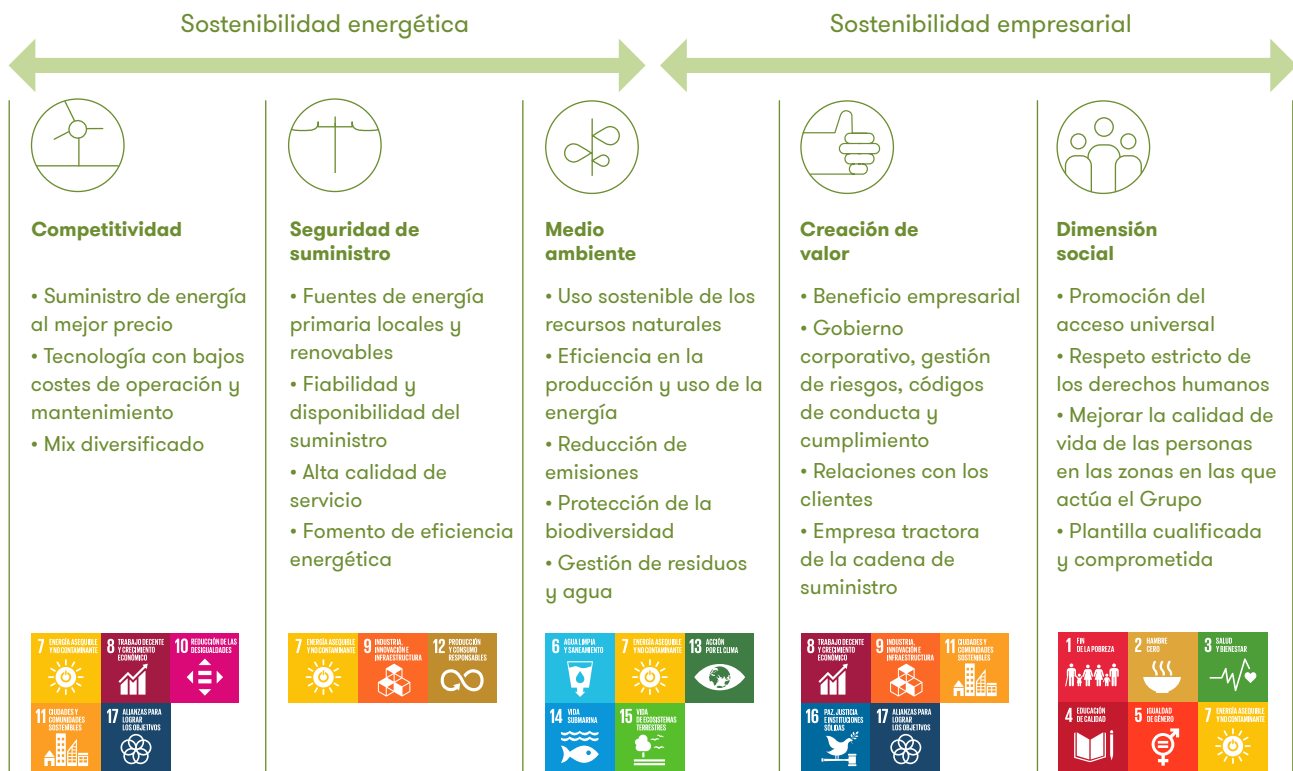 Sostenibilidad energética
Sostenibilidad empresarial
Competitividad
• Suministro de energía
al mejor precio
• Tecnología con bajos
costes de operación y
mantenimiento
• Mix diversificado
7 ENERGÍA ASEQUIBLE
Y NO CONTAMINANTE
8 TRABAJO DECENTE
Y CRECIMIENTO
ECONÓMICO
10 REDUCCIÓN DE LAS
DESIGUALDADES
11 CIUDADES Y
COMUNIDADES
SOSTENIBLES
17 ALIANZAS PARA
LOGRAR
LOS OBJETIVOS
Seguridad de
suministro
• Fuentes de energía
primaria locales y
renovables
• Fiabilidad y
disponibilidad del
suministro
• Alta calidad de
servicio
• Fomento de eficiencia
energética
7 ENERGÍA ASEQUIBLE
Y NO CONTAMINANTE
9 INDUSTRIA,
INNOVACIÓN E
INFRAESTRUCTURA
12 PRODUCCIÓN
Y CONSUMO
RESPONSABLES
Medio
ambiente
• Uso sostenible de los
recursos naturales
• Eficiencia en la
producción y uso de la
energía
• Reducción de
emisiones
• Protección de la
biodiversidad
• Gestión de residuos
y agua
6 AGUA LIMPIA
Y SANEAMIENTO
7 ENERGÍA ASEQUIBLE
Y NO CONTAMINANTE
13 ACCIÓN
POR EL CLIMA
14 VIDA
SUBMARINA
15 VIDA
DE ECOSISTEMAS
TERRESTRES
Creación de
valor
• Beneficio empresarial
• Gobierno
corporativo, gestión
de riesgos, códigos
de conducta y
cumplimiento
• Relaciones con los
clientes
• Empresa tractora
de la cadena de
suministro
8 TRABAJO DECENTE
Y CRECIMIENTO
ECONÓMICO
9 INDUSTRIA,
INNOVACIÓN E
INFRAESTRUCTURA
11 CIUDADES Y
COMUNIDADES
SOSTENIBLES
16 PAZ, JUSTICIA
E INSTITUCIONES
SÓLIDAS
17 ALIANZAS PARA
LOGRAR
LOS OBJETIVOS
Dimensión
social
• Promoción del
acceso universal
• Respeto estricto de
los derechos humanos
• Mejorar la calidad de
vida de las personas
en las zonas en las que
actúa el Grupo
• Plantilla cualificada
y comprometida
1 FIN
DE LA POBREZA
2 HAMBRE
CERO
3 SALUD
Y BIENESTAR
4 EDUCACIÓN
DE CALIDAD
5 IGUALDAD
DE GÉNERO
7 ENERGÍA ASEQUIBLE
Y NO CONTAMINANTE